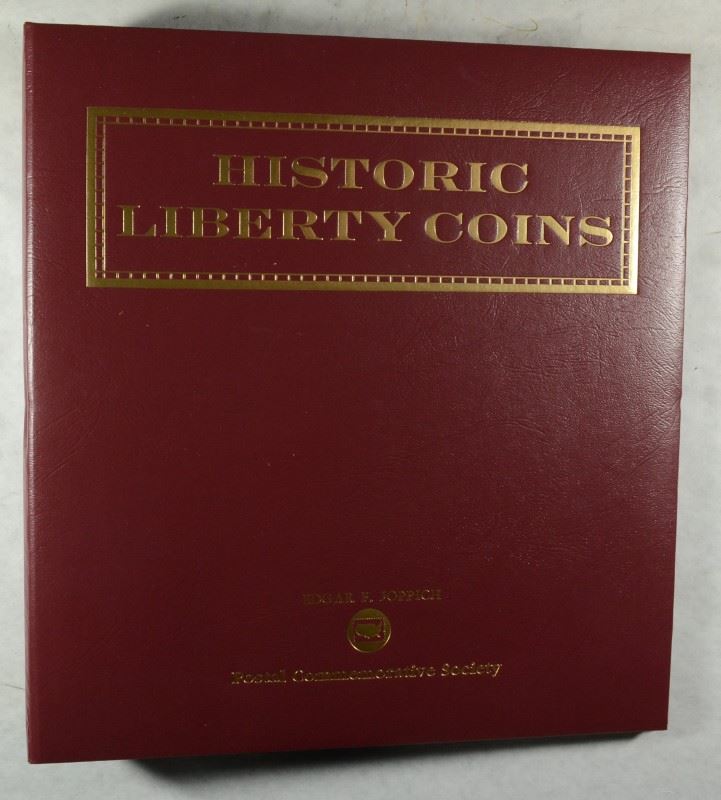 HISTORIC
LIBERTY COINS
EDGAR F. JOPPICH
Postal Commemorative Society